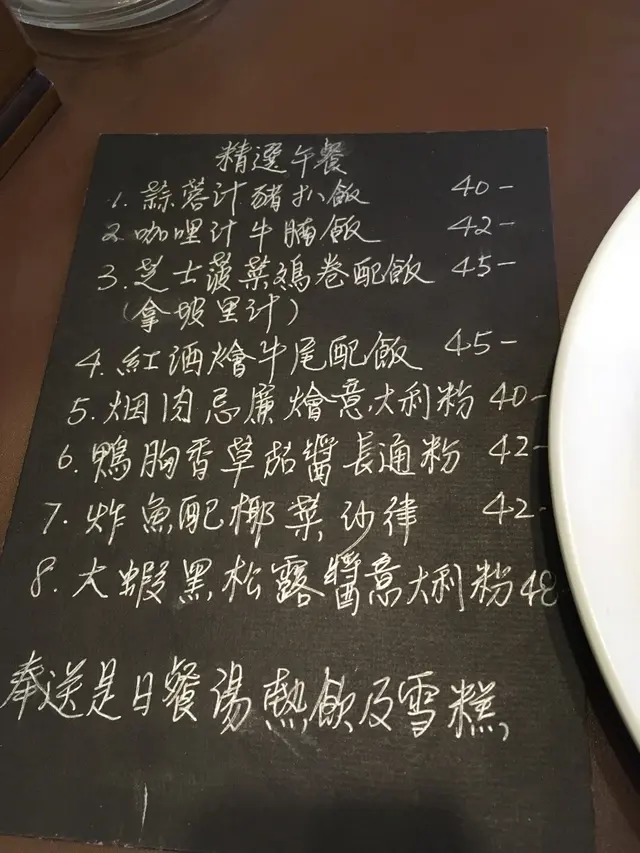 精選午餐
1. 蒜蓉汁豬扒飯 40-
2 咖哩汁牛腩飯 42-
3. 芝士菠菜鴻卷配飯 45-
(拿坡里汁)
4. 紅酒燴牛尾配飯 45-
5. 烟肉忌廉燴意大利粉 40-
6. 鴨胸香草茄醬長通粉 42-
7. 炸魚配椰菜沙律 42-
8. 大蝦黑松露醬意大利粉 48
奉送是日餐湯熱飲及雪糕